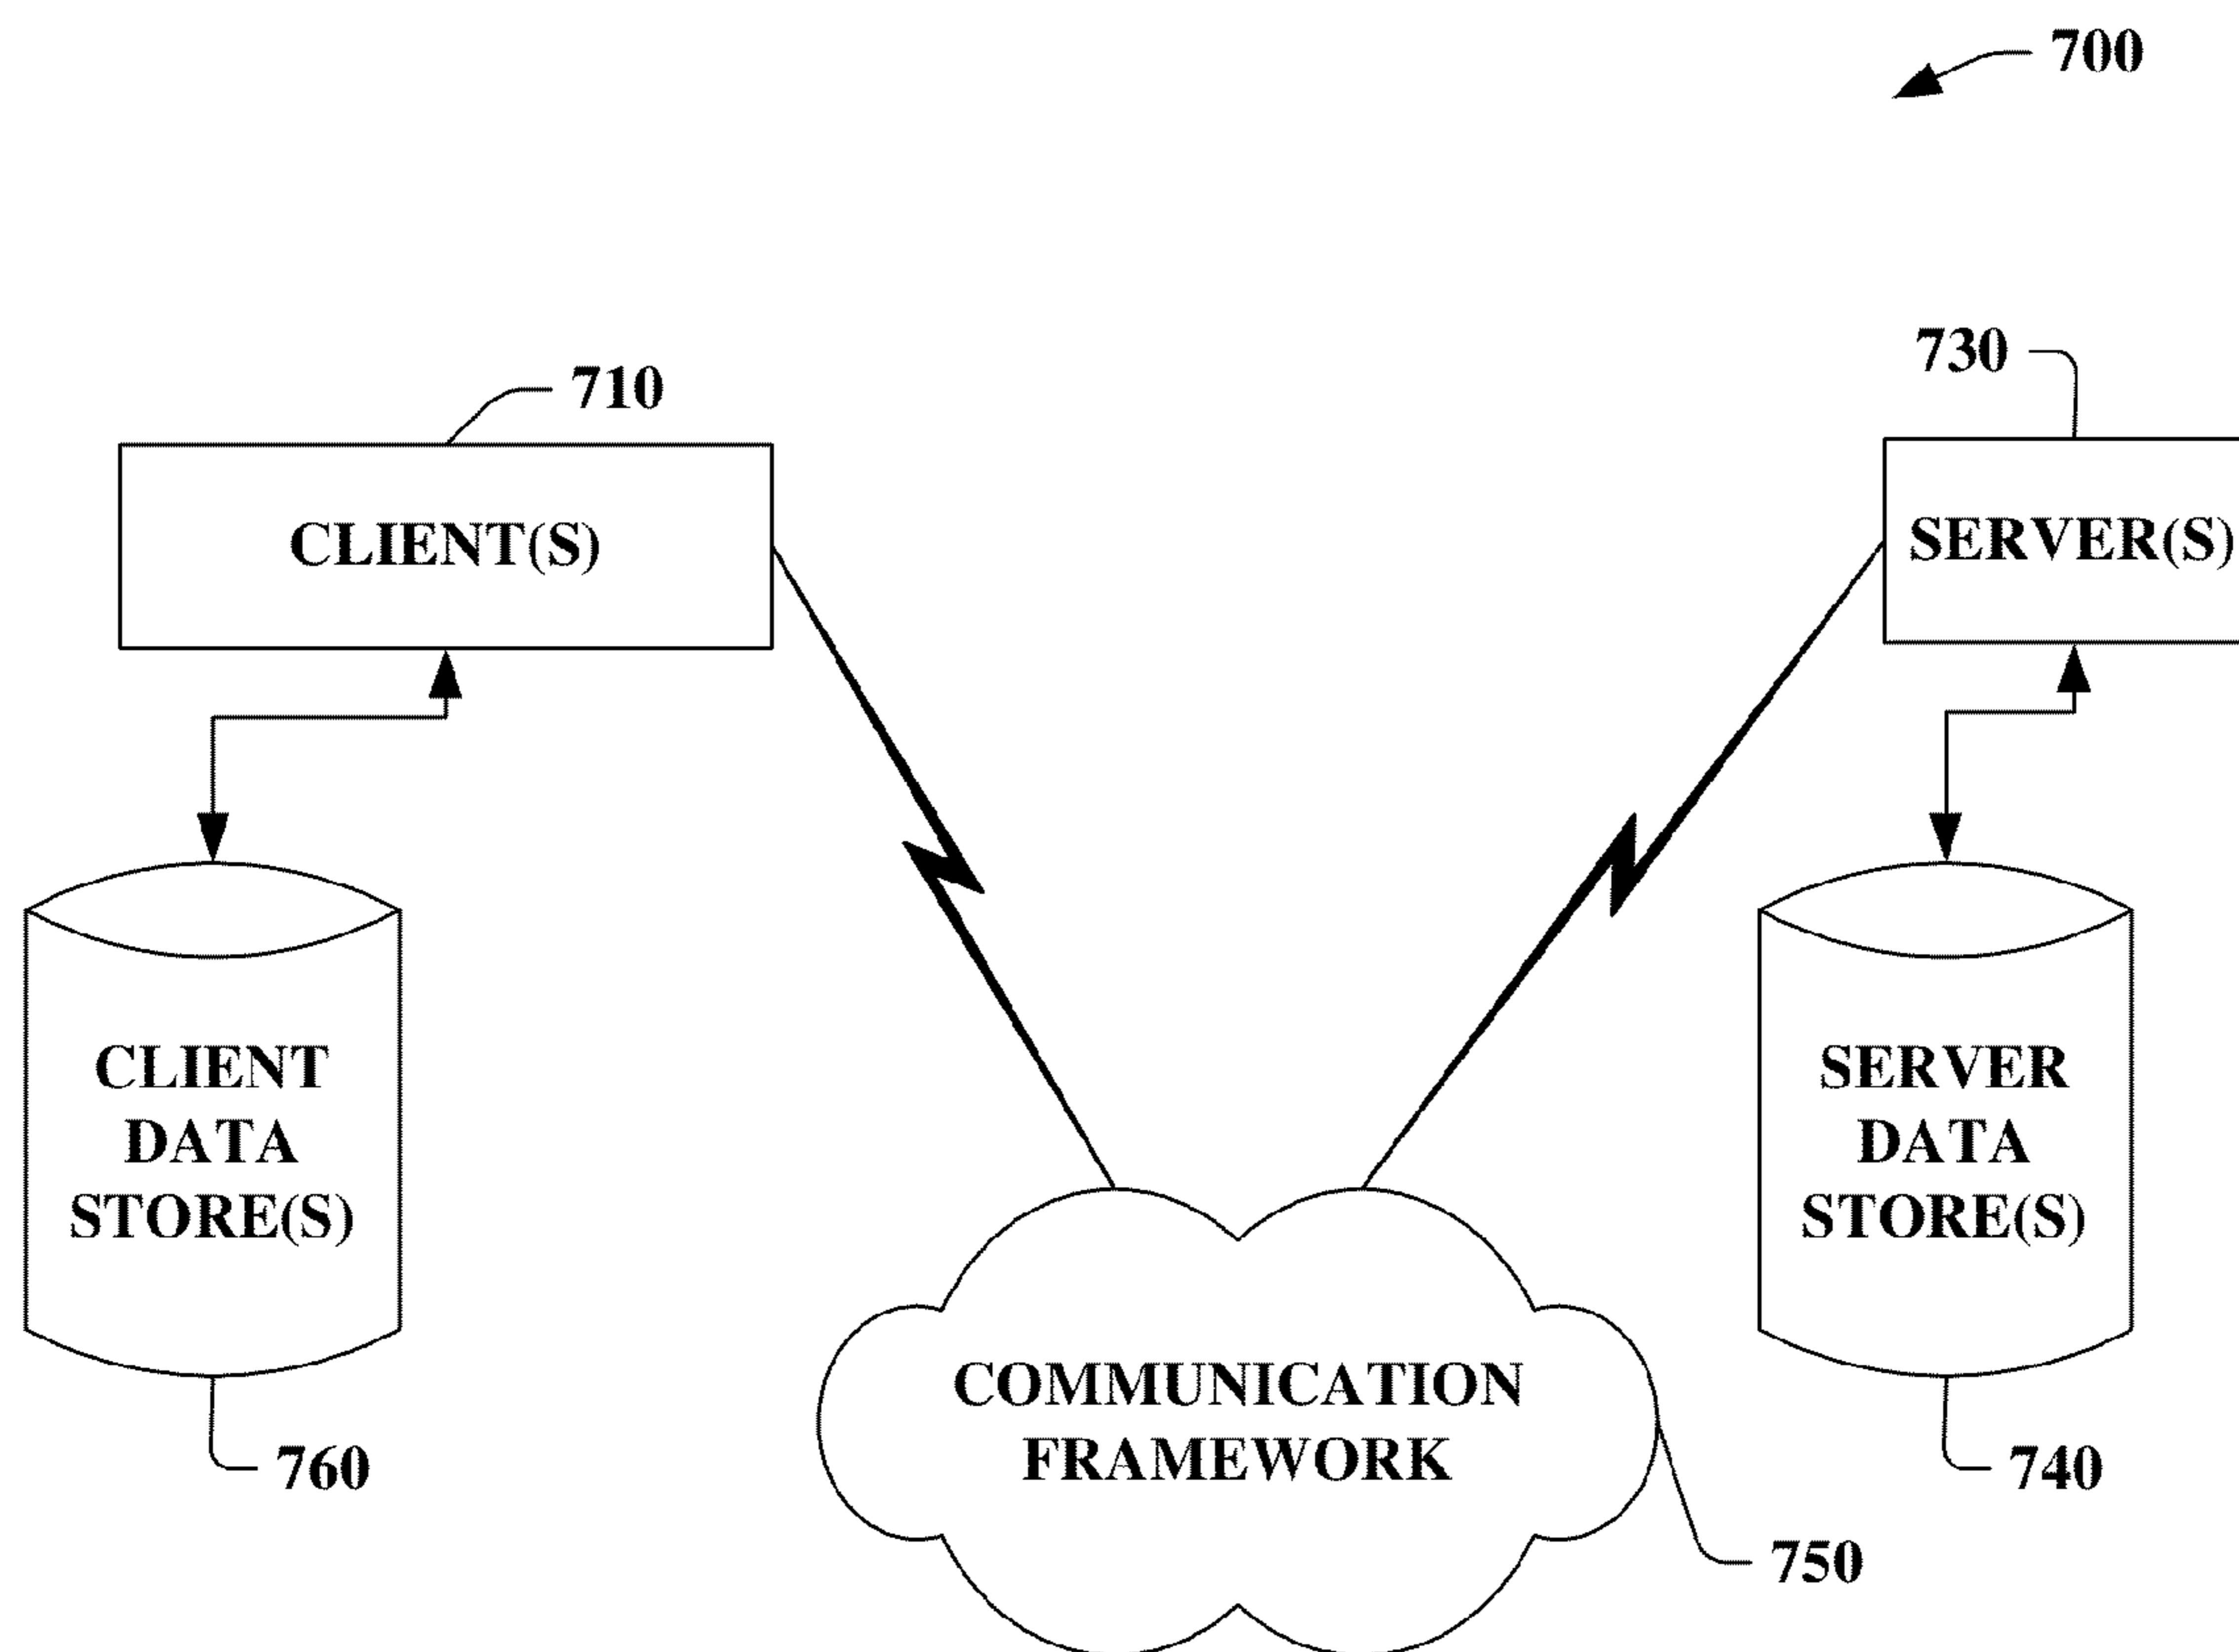 700
730
710
CLIENT(S)
SERVER(S)
CLIENT
DATA
STORE(S)
SERVER
DATA
STORE(S)
COMMUNICATION
FRAMEWORK
760
740
750